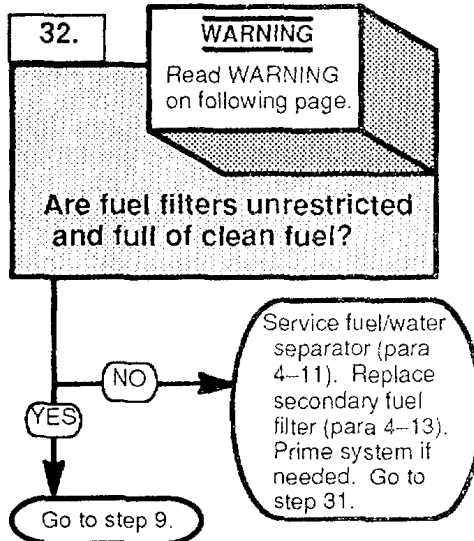 32.
WARNING
Read WARNING
on following page.
Are fuel filters unrestricted
and full of clean fuel?
NO
YES
Service fuel/water
separator (para
4–11). Replace
secondary fuel
filter (para 4–13).
Prime system if
needed. Go to
step 31.
Go to step 9.